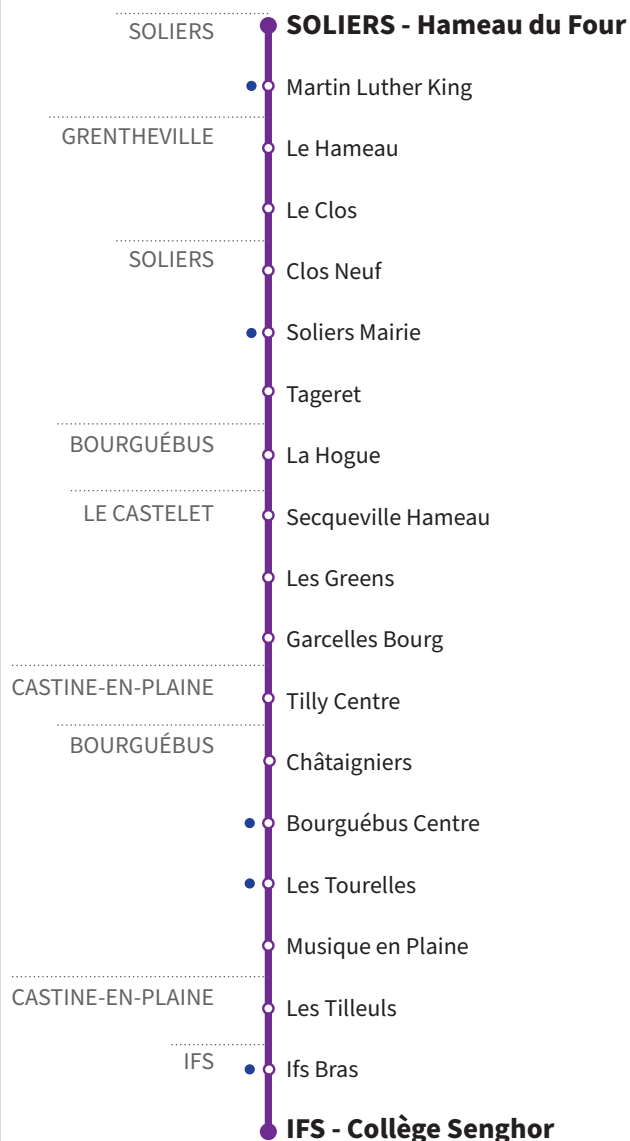 SOLIERS
SOLIERS - Hameau du Four
Martin Luther King
GRENTHEVILLE
Le Hameau
Le Clos
SOLIERS
Clos Neuf
Soliers Mairie
Tageret
BOURGUÉBUS
La Hogue
LE CASTELET
Secqueville Hameau
Les Greens
Garcelles Bourg
CASTINE-EN-PLAINE
Tilly Centre
BOURGUÉBUS
Châtaigniers
Bourguébus Centre
Les Tourelles
Musique en Plaine
CASTINE-EN-PLAINE
Les Tilleuls
IFS
Ifs Bras
IFS - Collège Senghor